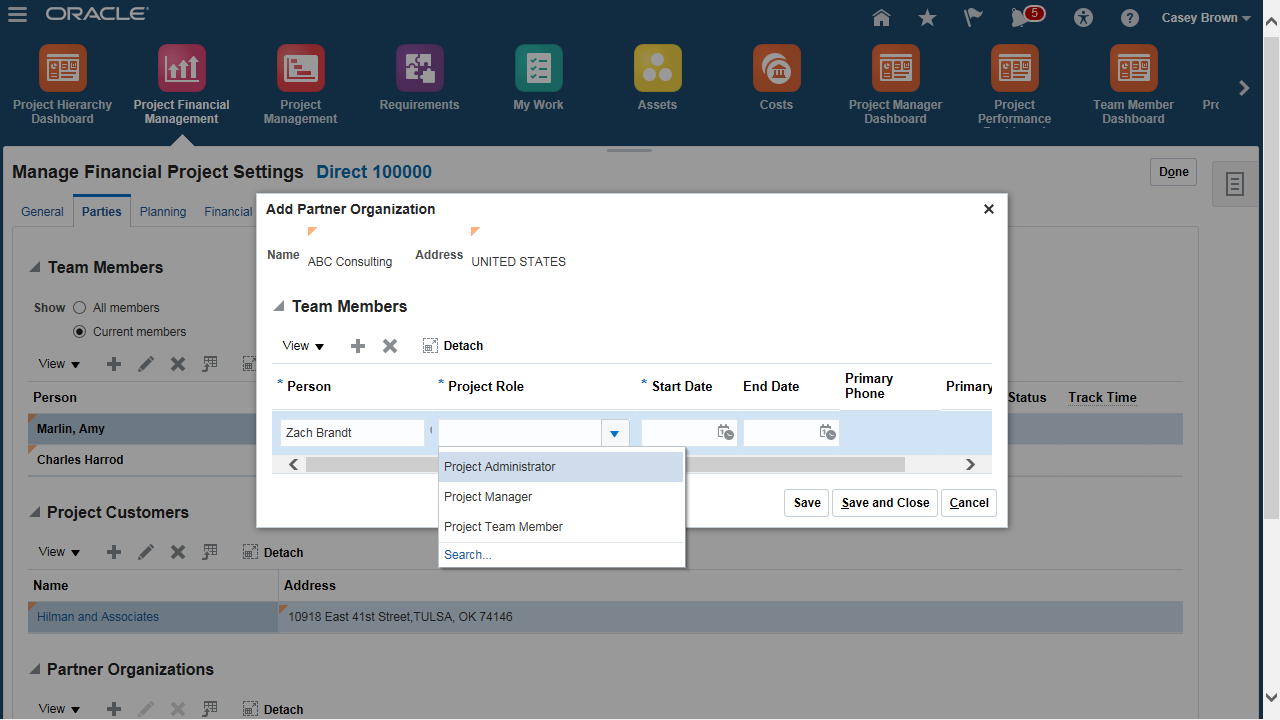 ORACLE
5
Casey Brown
Project Hierarchy
Dashboard
Project Financial
Management
Project
Management
Requirements
My Work
Assets
Costs
Project Manager
Dashboard
Project
Performance
Team Member
Dashboard
Manage Financial Project Settings Direct 100000
Done
General
Parties
Planning
Financial
Team Members
Show
All members
Current members
View
Person
Status
Track Time
Marlin, Amy
Charles Harrod
Project Customers
View
Detach
Name
Address
Hilman and Associates
10918 East 41st Street,TULSA, OK 74146
Partner Organizations
View
Detach
Add Partner Organization
Name
ABC Consulting
Address
UNITED STATES
Team Members
View
Detach
* Person
* Project Role
* Start Date
End Date
Primary
Phone
Primary
Zach Brandt
Project Administrator
Project Manager
Project Team Member
Search...
Save
Save and Close
Cancel